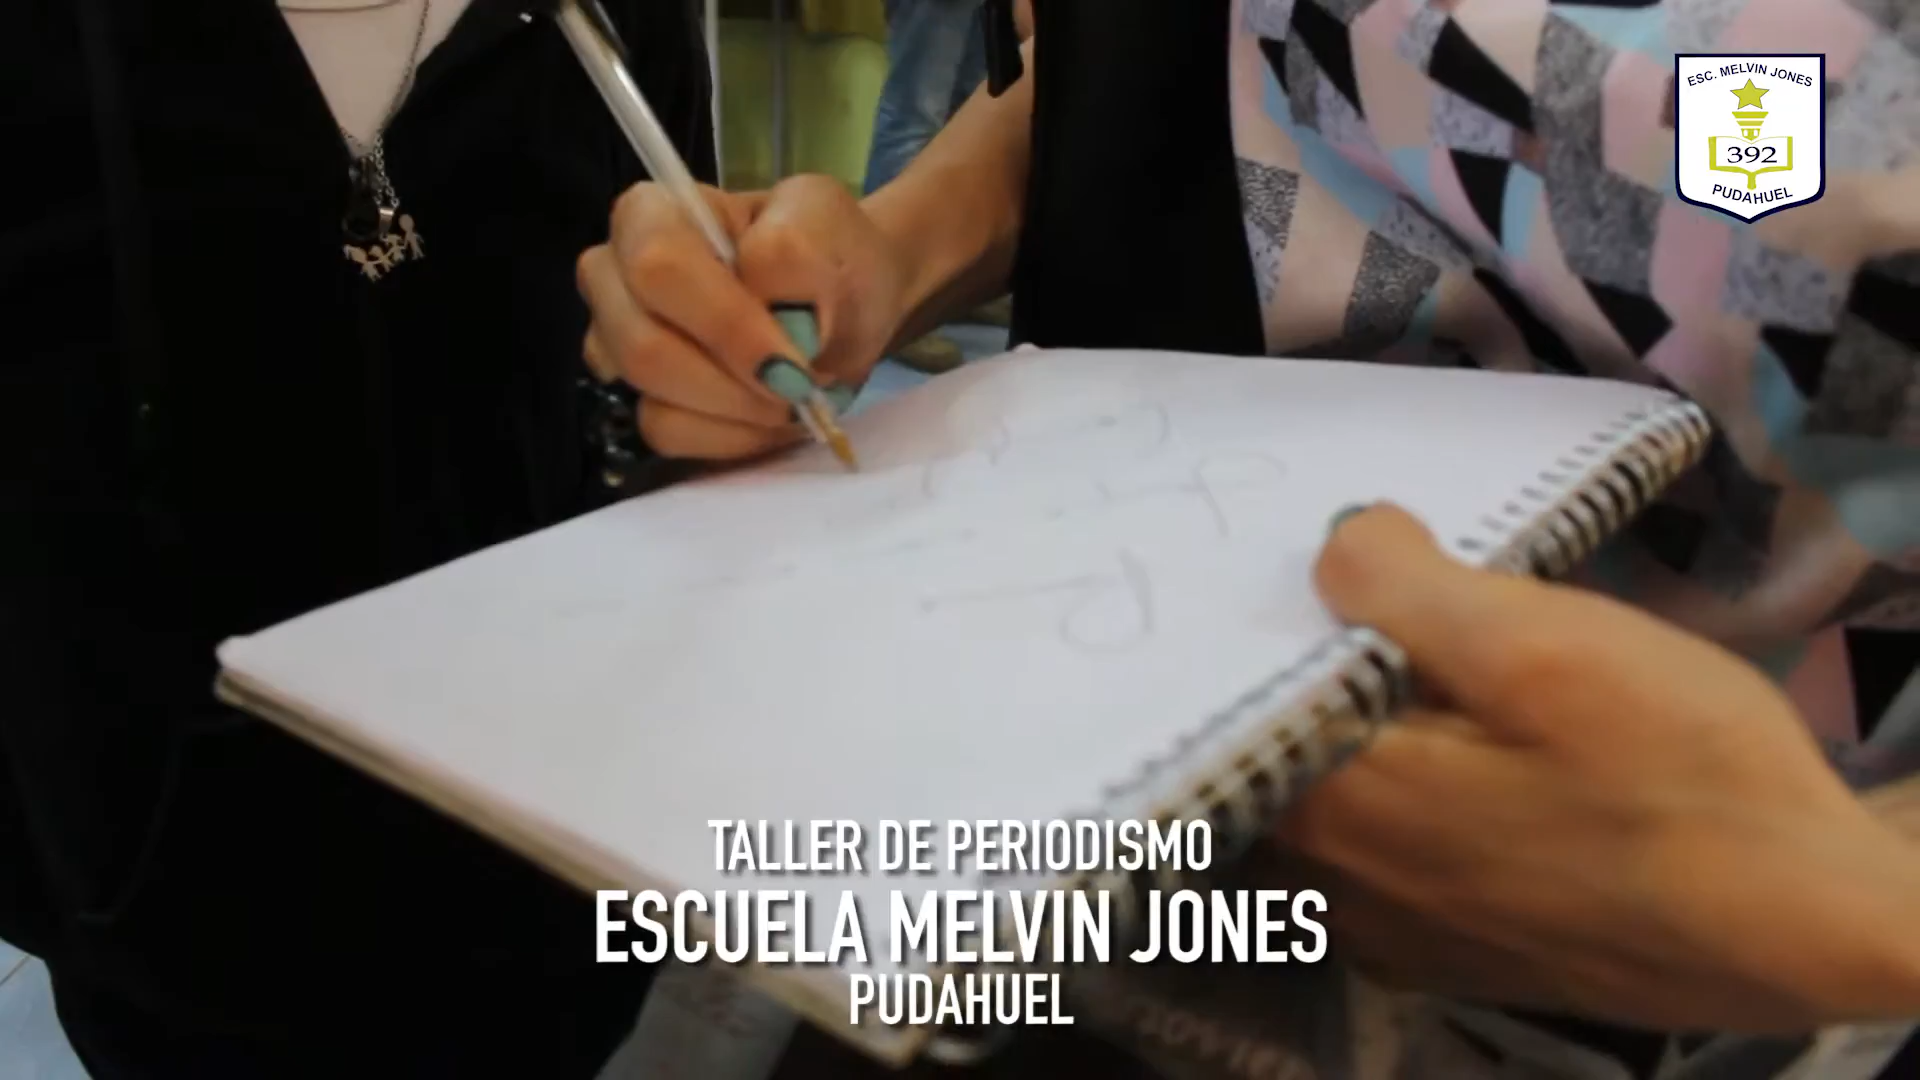 ESC. MELVIN JONES
392
PUDAHUEL
TALLER DE PERIODISMO
ESCUELA MELVIN JONES
PUDAHUEL